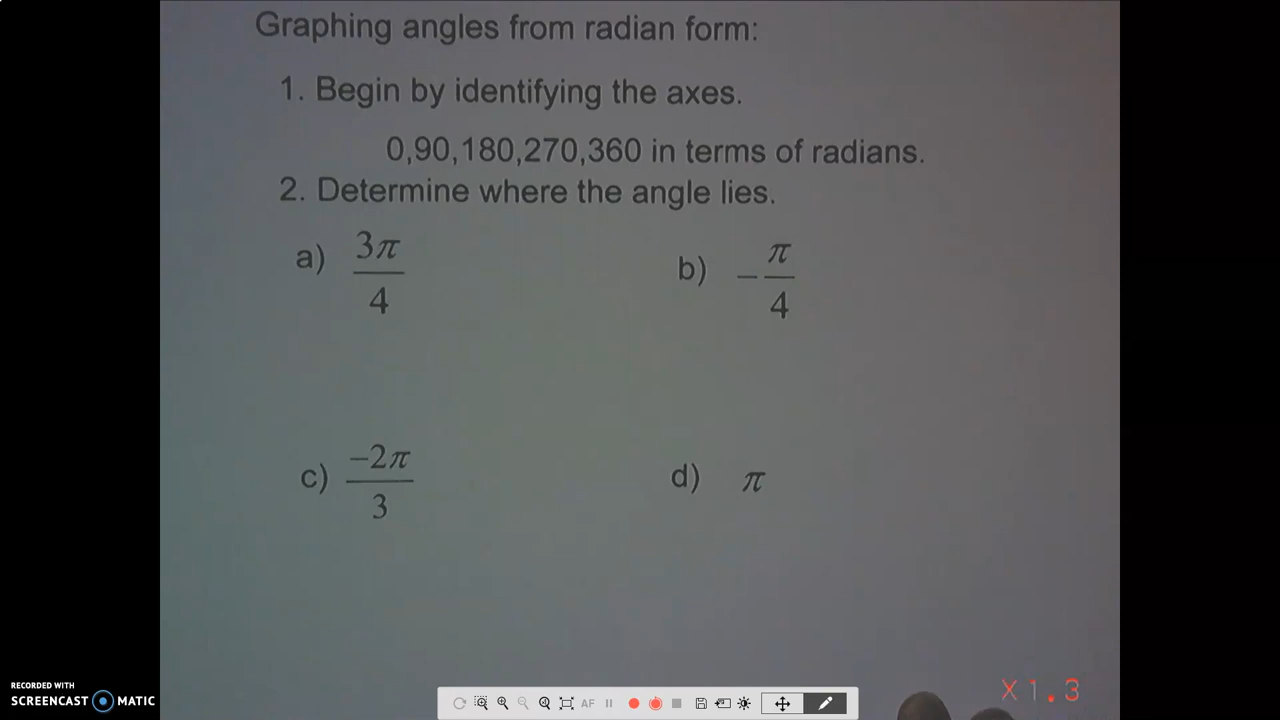 Graphing angles from radian form:
1. Begin by identifying the axes.
0,90,180,270,360 in terms of radians.
2. Determine where the angle lies.
a) 3π/4
b) −π/4
c) −2π/3
d) π
X1.3
AF
RECORDED WITH
SCREENCAST MATIC